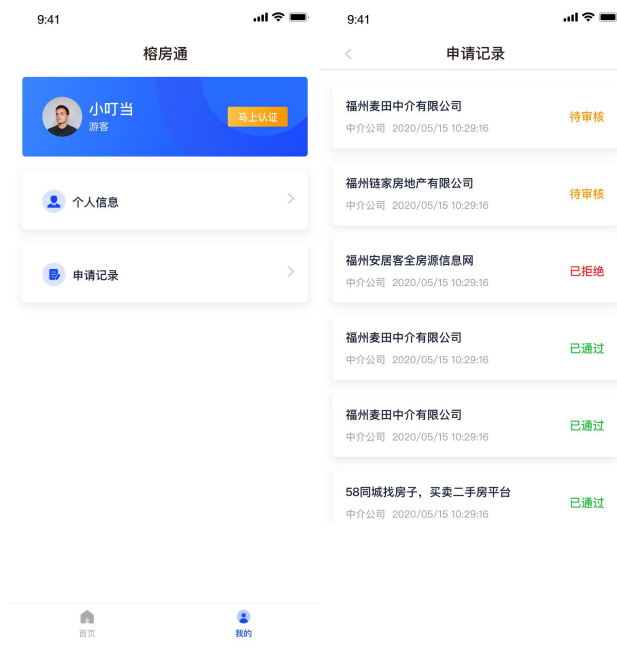 9:41
榕房通
小叮当
游客
马上认证
个人信息
申请记录
首页
我的
9:41
申请记录
福州麦田中介有限公司
中介公司 2020/05/15 10:29:16
待审核
福州链家房地产有限公司
中介公司 2020/05/15 10:29:16
待审核
福州安居客全房源信息网
中介公司 2020/05/15 10:29:16
已拒绝
福州麦田中介有限公司
中介公司 2020/05/15 10:29:16
已通过
福州麦田中介有限公司
中介公司 2020/05/15 10:29:16
已通过
58同城找房子，买卖二手房平台
中介公司 2020/05/15 10:29:16
已通过